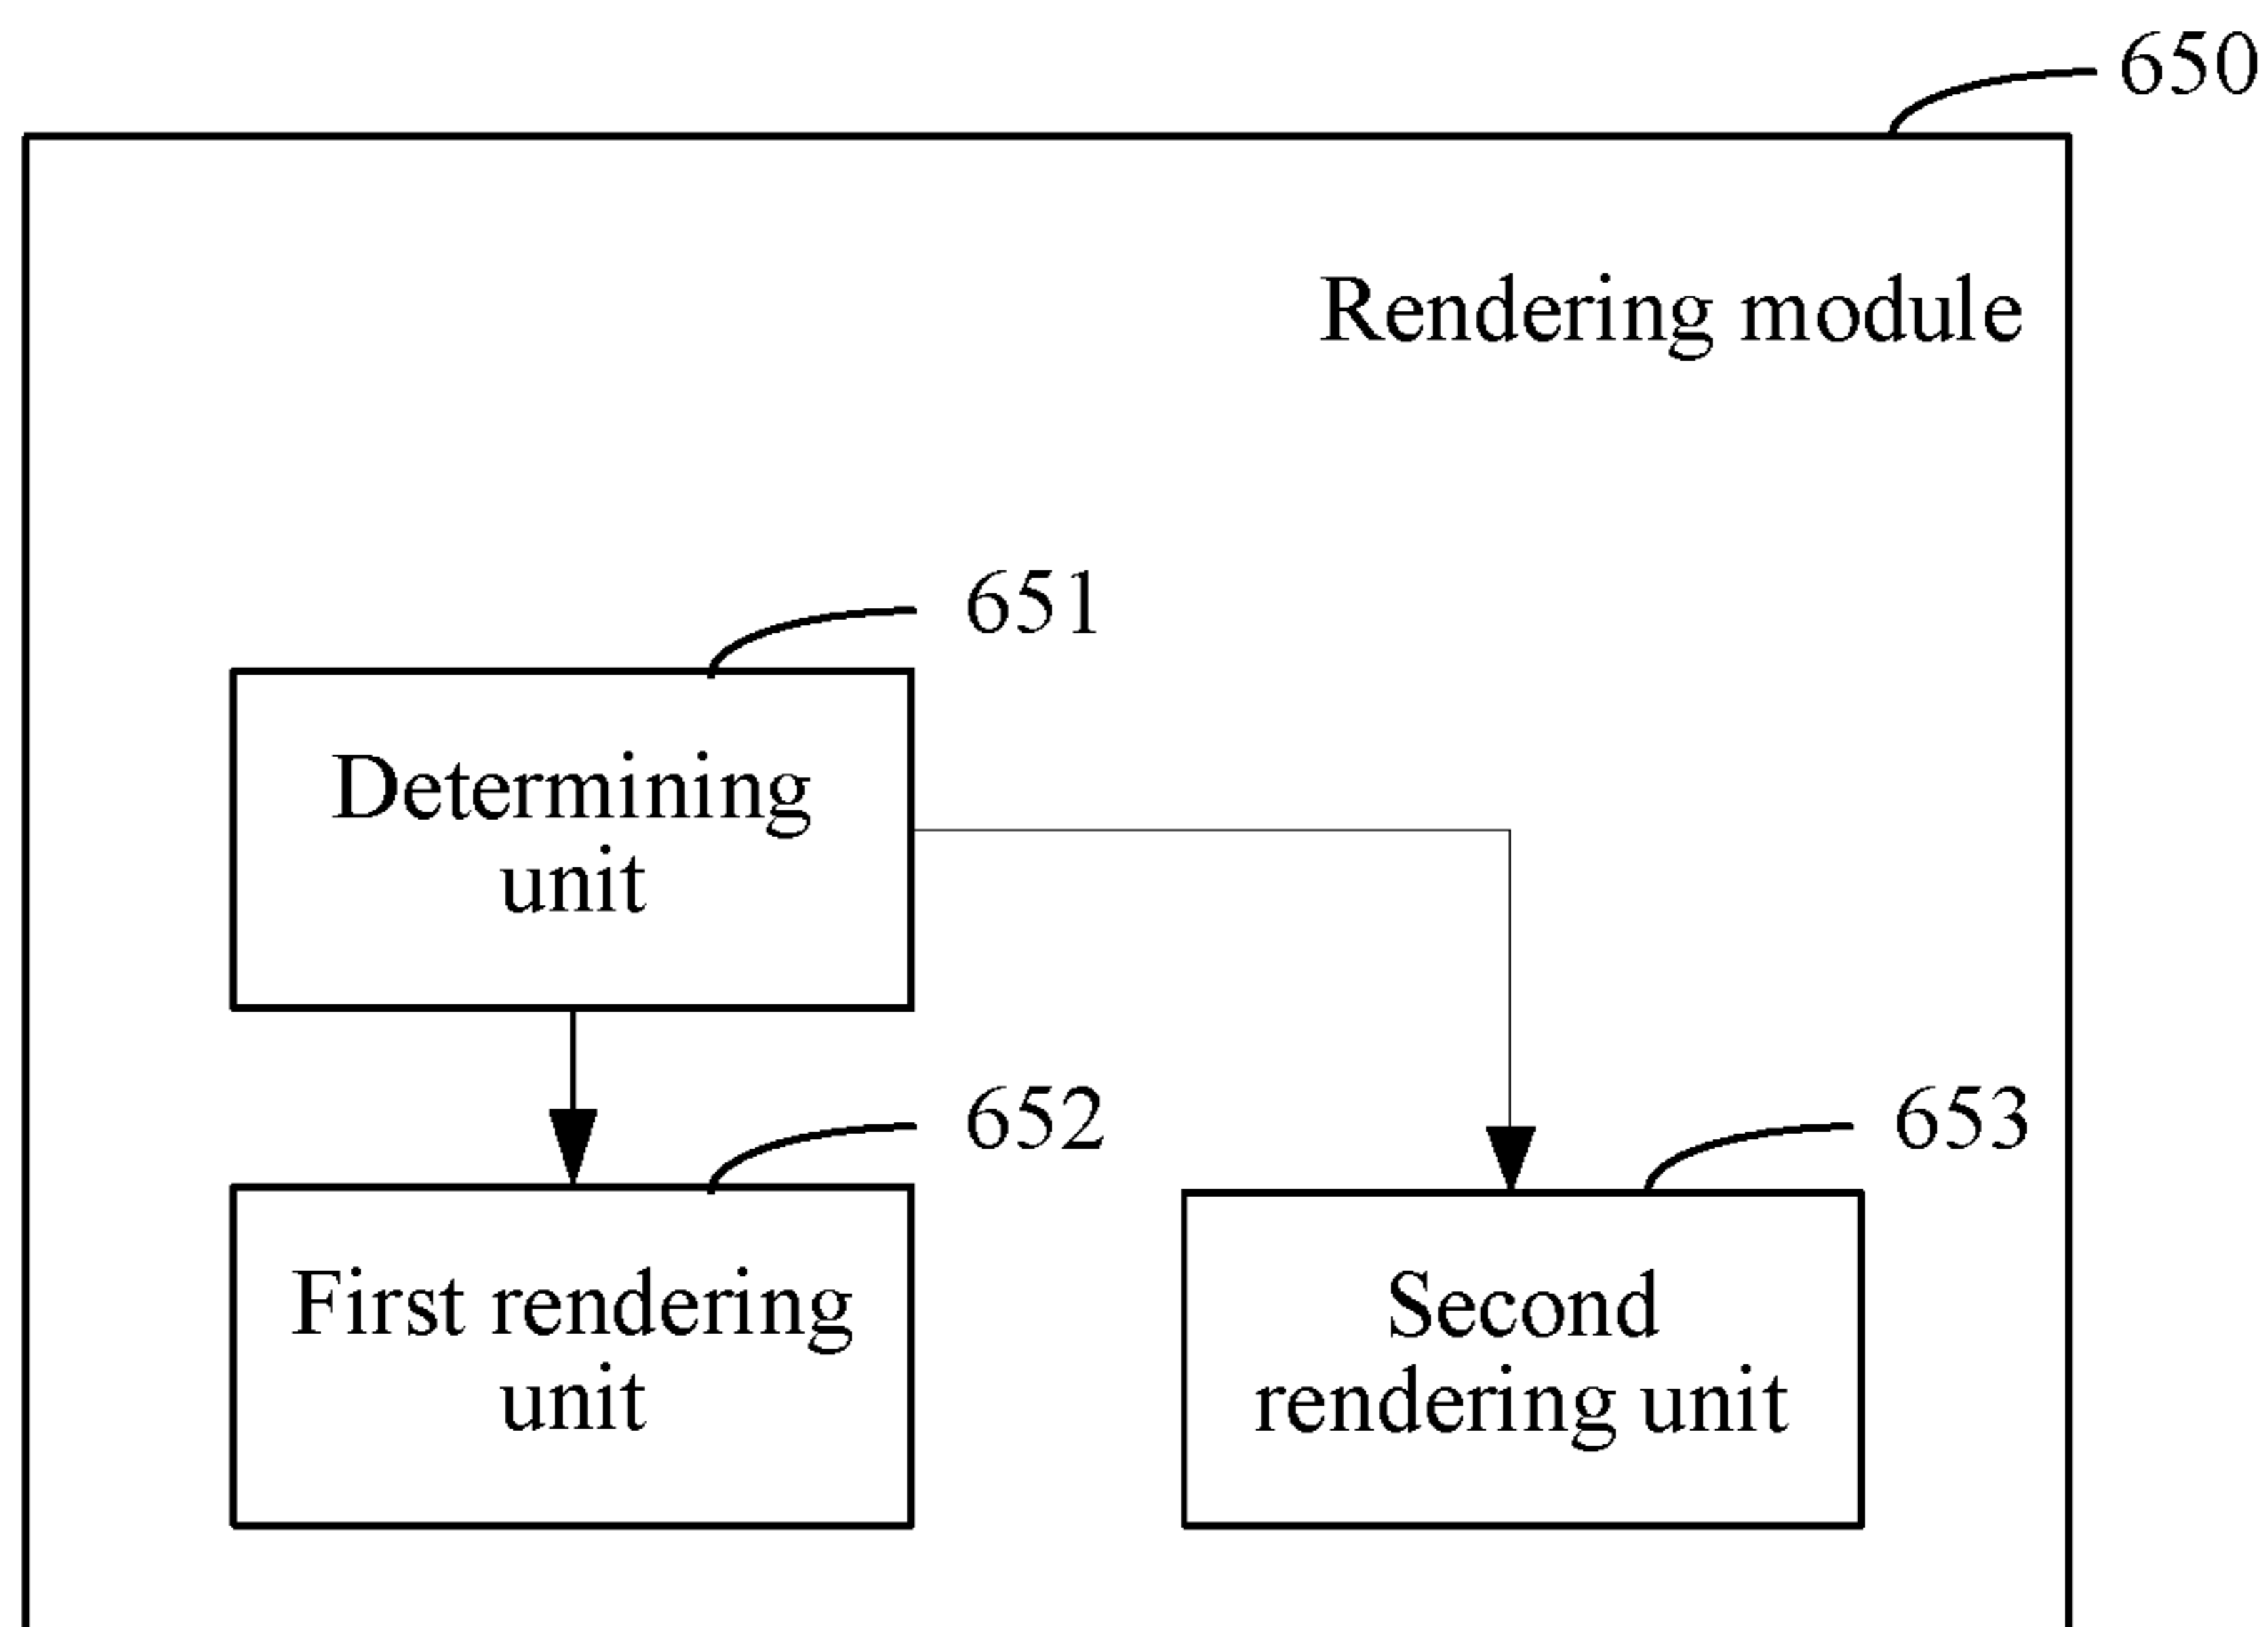 650
Rendering module
651
Determining
unit
652
653
First rendering
unit
Second
rendering unit